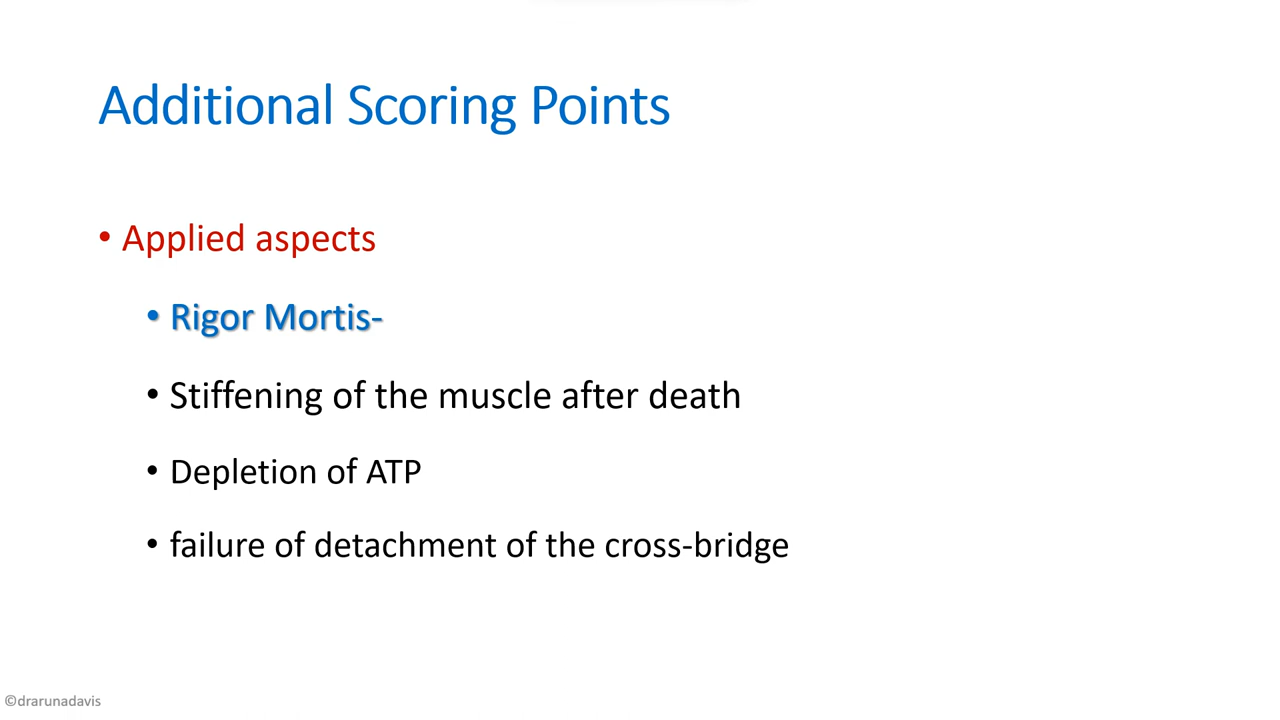 Additional Scoring Points
• Applied aspects
• Rigor Mortis-
• Stiffening of the muscle after death
• Depletion of ATP
• failure of detachment of the cross-bridge
©drarunadavis